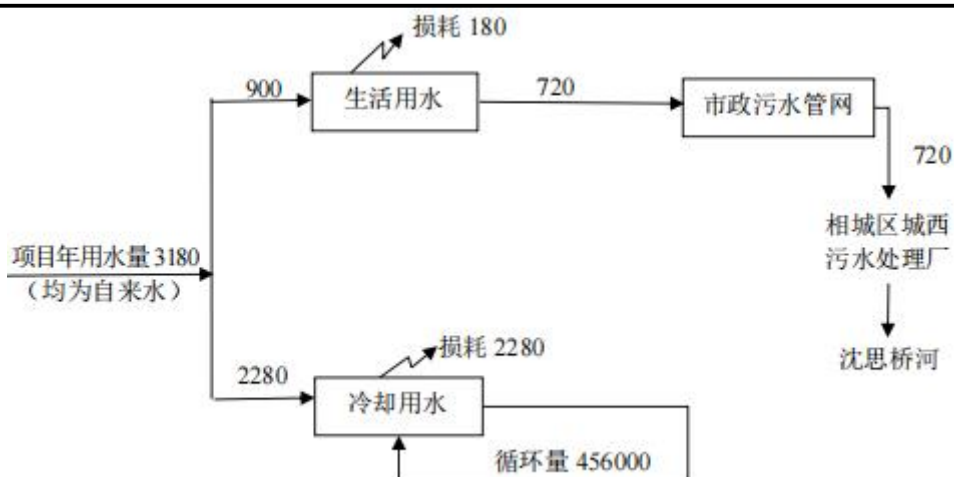 损耗 180
900
生活用水
720
市政污水管网
720
相城区城西
污水处理厂
项目年用水量 3180
（均为自来水）
损耗 2280
沈思桥河
2280
冷却用水
循环量 456000